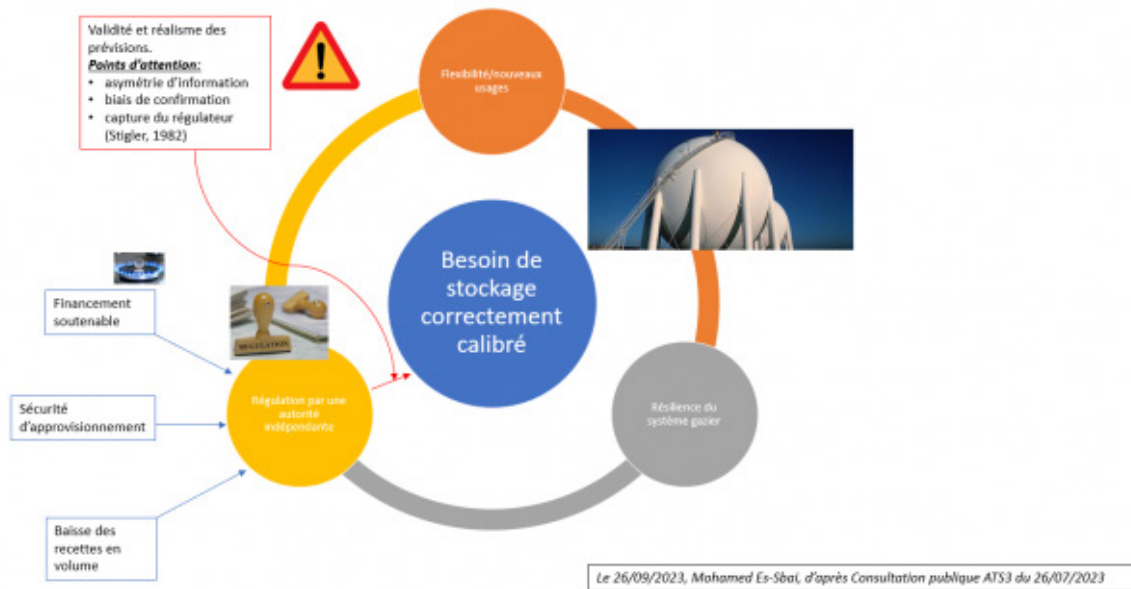 Validité et réalisme des
prévisions.
Points d'attention:
• asymétrie d'information
• biais de confirmation
• capture du régulateur
(Stigler, 1982)
Flexibilité/nouveaux
usages
Besoin de
stockage
correctement
calibré
Financement
soutenable
REGULATION
Sécurité
d'approvisionnement
Régulation par une
autorité
indépendante
Résilience du
système gazier
Baisse des
recettes en
volume
Le 26/09/2023, Mohamed Es-Sbai, d'après Consultation publique ATS3 du 26/07/2023